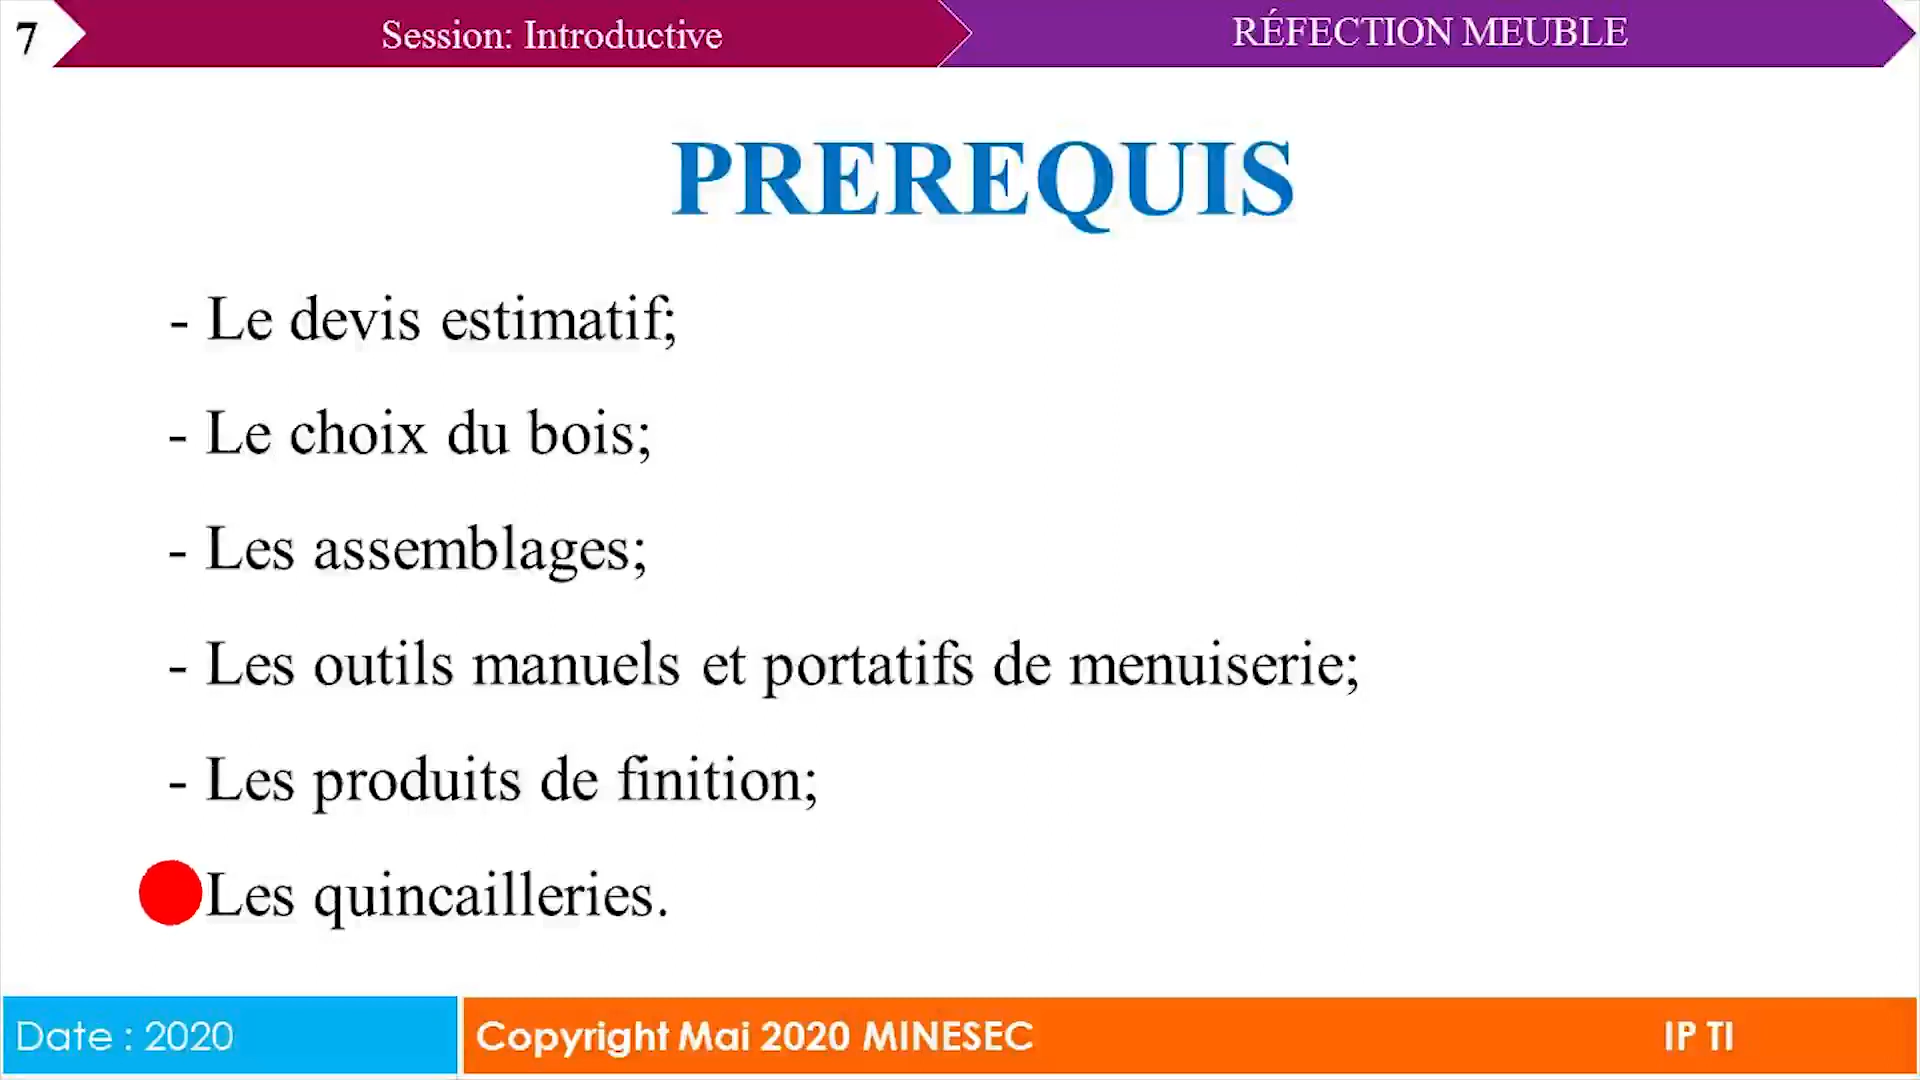 7
Session: Introductive
RÉFECTION MEUBLE
PREREQUIS
- Le devis estimatif;
- Le choix du bois;
- Les assemblages;
- Les outils manuels et portatifs de menuiserie;
- Les produits de finition;
Les quincailleries.
Date : 2020
Copyright Mai 2020 MINESEC
IP TI